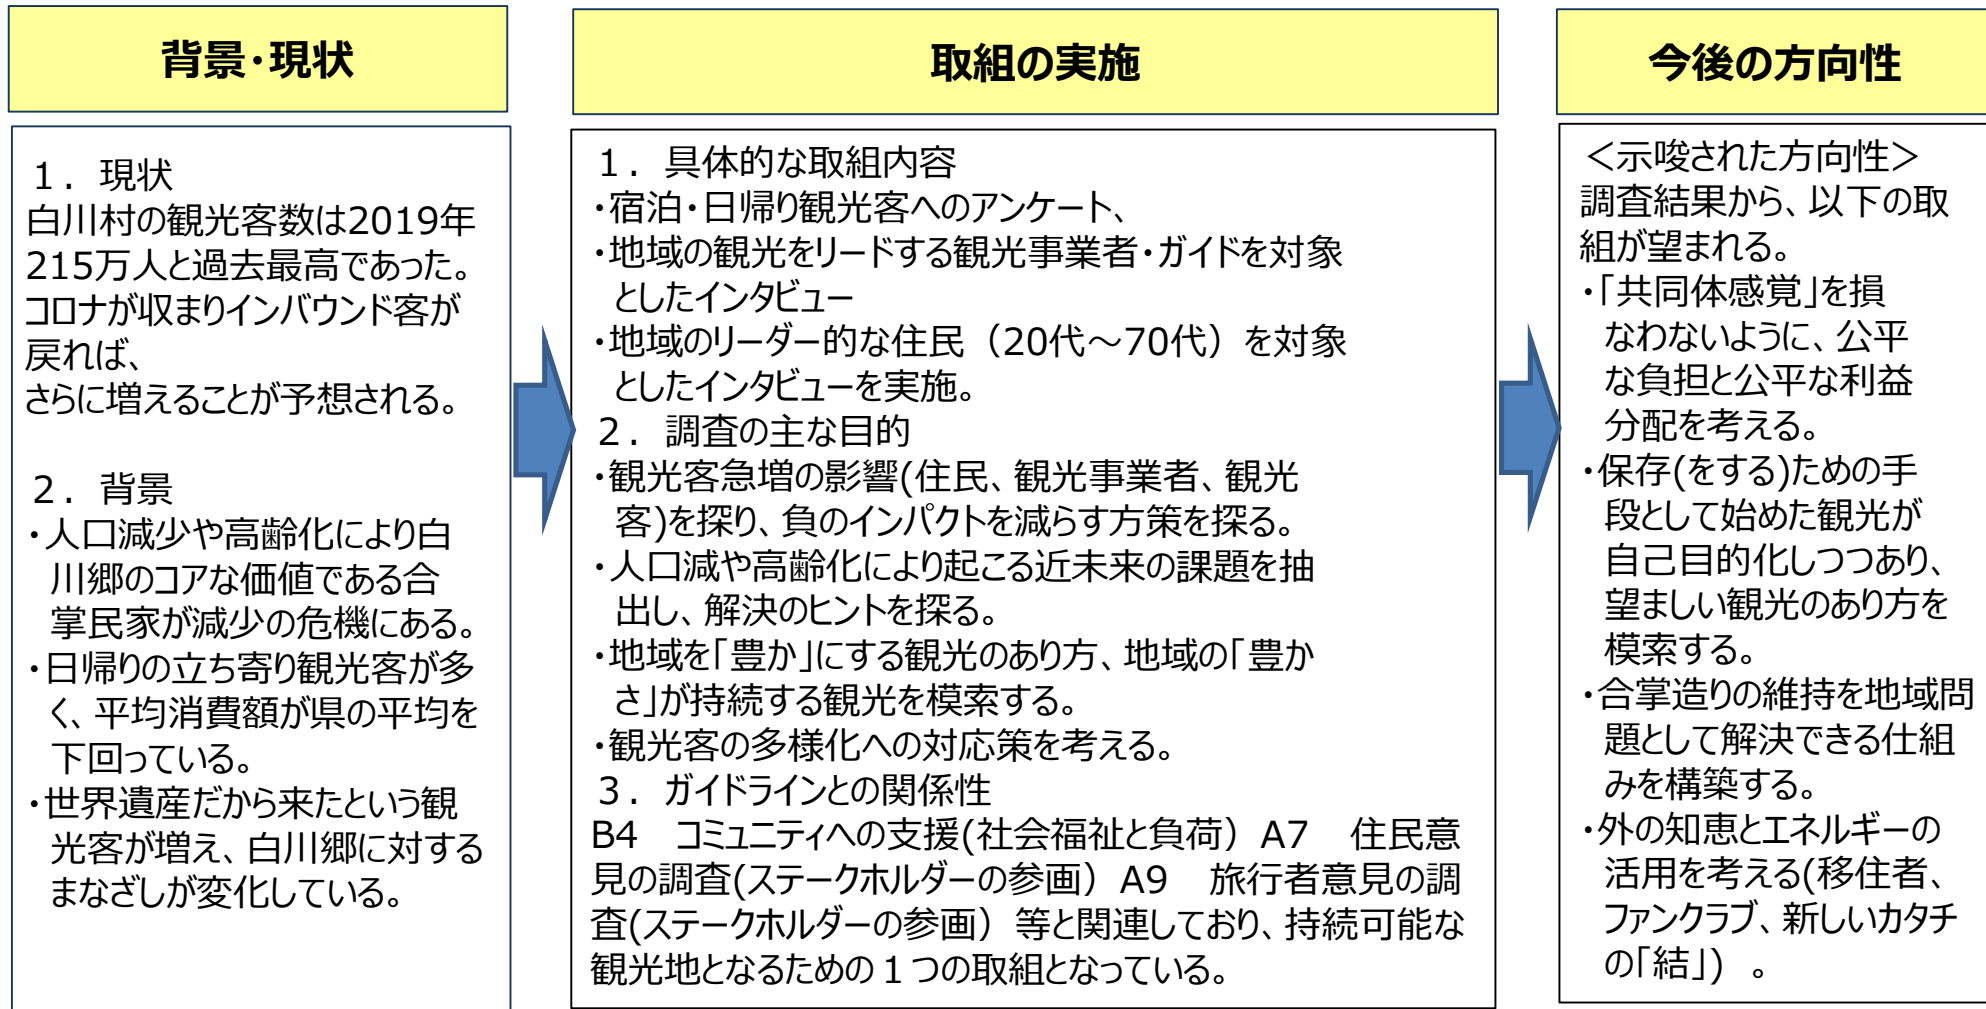 背景・現状
１．現状
白川村の観光客数は2019年
215万人と過去最高であった。
コロナが収まりインバウンド客が
戻れば、
さらに増えることが予想される。
２．背景
・人口減少や高齢化により白
川郷のコアな価値である合
掌民家が減少の危機にある。
・日帰りの立ち寄り観光客が多
く、平均消費額が県の平均を
下回っている。
・世界遺産だから来たという観
光客が増え、白川郷に対する
まなざしが変化している。
取組の実施
１．具体的な取組内容
・宿泊・日帰り観光客へのアンケート、
・地域の観光をリードする観光事業者・ガイドを対象
としたインタビュー
・地域のリーダー的な住民（20代～70代）を対象
としたインタビューを実施。
２．調査の主な目的
・観光客急増の影響(住民、観光事業者、観光
客)を探り、負のインパクトを減らす方策を探る。
・人口減や高齢化により起こる近未来の課題を抽
出し、解決のヒントを探る。
・地域を「豊か」にする観光のあり方、地域の「豊か
さ」が持続する観光を模索する。
・観光客の多様化への対応策を考える。
３．ガイドラインとの関係性
B4　コミュニティへの支援(社会福祉と負荷）A7　住民意
見の調査(ステークホルダーの参画）A9　旅行者意見の調
査(ステークホルダーの参画）等と関連しており、持続可能な
観光地となるための１つの取組となっている。
今後の方向性
＜示唆された方向性＞
調査結果から、以下の取
組が望まれる。
・「共同体感覚」を損
なわないように、公平
な負担と公平な利益
分配を考える。
・保存(をする)ための手
段として始めた観光が
自己目的化しつつあり、
望ましい観光のあり方を
模索する。
・合掌造りの維持を地域問
題として解決できる仕組
みを構築する。
・外の知恵とエネルギーの
活用を考える(移住者、
ファンクラブ、新しいカタチ
の「結」）。